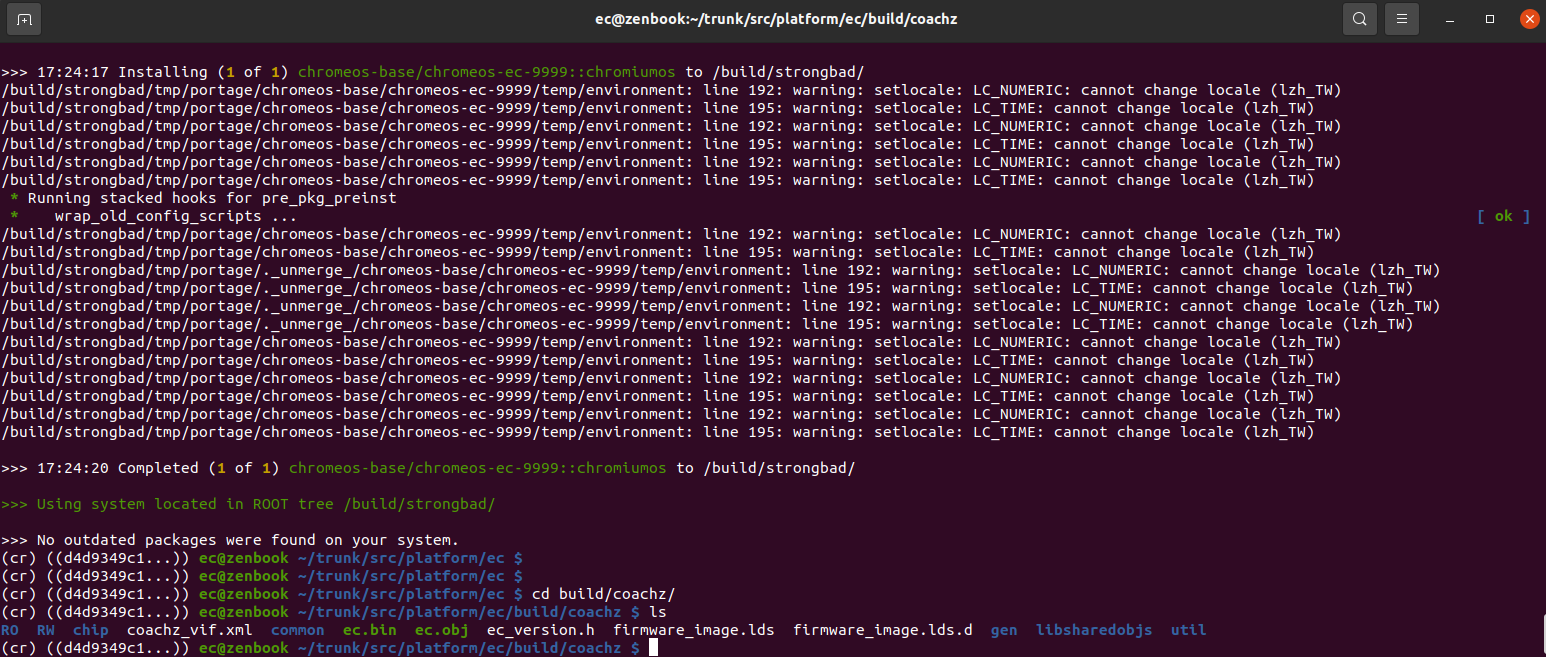 ec@zenbook:~/trunk/src/platform/ec/build/coachz
>>> 17:24:17 Installing (1 of 1) chromeos-base/chromeos-ec-9999::chromiumos to /build/strongbad/
/build/strongbad/tmp/portage/chromeos-base/chromeos-ec-9999/temp/environment: line 192: warning: setlocale: LC_NUMERIC: cannot change locale (lzh_TW)
/build/strongbad/tmp/portage/chromeos-base/chromeos-ec-9999/temp/environment: line 195: warning: setlocale: LC_TIME: cannot change locale (lzh_TW)
/build/strongbad/tmp/portage/chromeos-base/chromeos-ec-9999/temp/environment: line 192: warning: setlocale: LC_NUMERIC: cannot change locale (lzh_TW)
/build/strongbad/tmp/portage/chromeos-base/chromeos-ec-9999/temp/environment: line 195: warning: setlocale: LC_TIME: cannot change locale (lzh_TW)
/build/strongbad/tmp/portage/chromeos-base/chromeos-ec-9999/temp/environment: line 192: warning: setlocale: LC_NUMERIC: cannot change locale (lzh_TW)
/build/strongbad/tmp/portage/chromeos-base/chromeos-ec-9999/temp/environment: line 195: warning: setlocale: LC_TIME: cannot change locale (lzh_TW)
 * Running stacked hooks for pre_pkg_preinst
 *    wrap_old_config_scripts ... [ ok ]
/build/strongbad/tmp/portage/chromeos-base/chromeos-ec-9999/temp/environment: line 192: warning: setlocale: LC_NUMERIC: cannot change locale (lzh_TW)
/build/strongbad/tmp/portage/chromeos-base/chromeos-ec-9999/temp/environment: line 195: warning: setlocale: LC_TIME: cannot change locale (lzh_TW)
/build/strongbad/tmp/portage/._unmerge_/chromeos-base/chromeos-ec-9999/temp/environment: line 192: warning: setlocale: LC_NUMERIC: cannot change locale (lzh_TW)
/build/strongbad/tmp/portage/._unmerge_/chromeos-base/chromeos-ec-9999/temp/environment: line 195: warning: setlocale: LC_TIME: cannot change locale (lzh_TW)
/build/strongbad/tmp/portage/._unmerge_/chromeos-base/chromeos-ec-9999/temp/environment: line 192: warning: setlocale: LC_NUMERIC: cannot change locale (lzh_TW)
/build/strongbad/tmp/portage/._unmerge_/chromeos-base/chromeos-ec-9999/temp/environment: line 195: warning: setlocale: LC_TIME: cannot change locale (lzh_TW)
/build/strongbad/tmp/portage/chromeos-base/chromeos-ec-9999/temp/environment: line 192: warning: setlocale: LC_NUMERIC: cannot change locale (lzh_TW)
/build/strongbad/tmp/portage/chromeos-base/chromeos-ec-9999/temp/environment: line 195: warning: setlocale: LC_TIME: cannot change locale (lzh_TW)
/build/strongbad/tmp/portage/chromeos-base/chromeos-ec-9999/temp/environment: line 192: warning: setlocale: LC_NUMERIC: cannot change locale (lzh_TW)
/build/strongbad/tmp/portage/chromeos-base/chromeos-ec-9999/temp/environment: line 195: warning: setlocale: LC_TIME: cannot change locale (lzh_TW)
/build/strongbad/tmp/portage/chromeos-base/chromeos-ec-9999/temp/environment: line 192: warning: setlocale: LC_NUMERIC: cannot change locale (lzh_TW)
/build/strongbad/tmp/portage/chromeos-base/chromeos-ec-9999/temp/environment: line 195: warning: setlocale: LC_TIME: cannot change locale (lzh_TW)
>>> 17:24:20 Completed (1 of 1) chromeos-base/chromeos-ec-9999::chromiumos to /build/strongbad/
>>> Using system located in ROOT tree /build/strongbad/
>>> No outdated packages were found on your system.
(cr) ((d4d9349c1...)) ec@zenbook ~/trunk/src/platform/ec $
(cr) ((d4d9349c1...)) ec@zenbook ~/trunk/src/platform/ec $
(cr) ((d4d9349c1...)) ec@zenbook ~/trunk/src/platform/ec $ cd build/coachz/
(cr) ((d4d9349c1...)) ec@zenbook ~/trunk/src/platform/ec/build/coachz $ ls
RO  RW  chip  coachz_vif.xml  common  ec.bin  ec.obj  ec_version.h  firmware_image.lds  firmware_image.lds.d  gen  libsharedobjs  util
(cr) ((d4d9349c1...)) ec@zenbook ~/trunk/src/platform/ec/build/coachz $